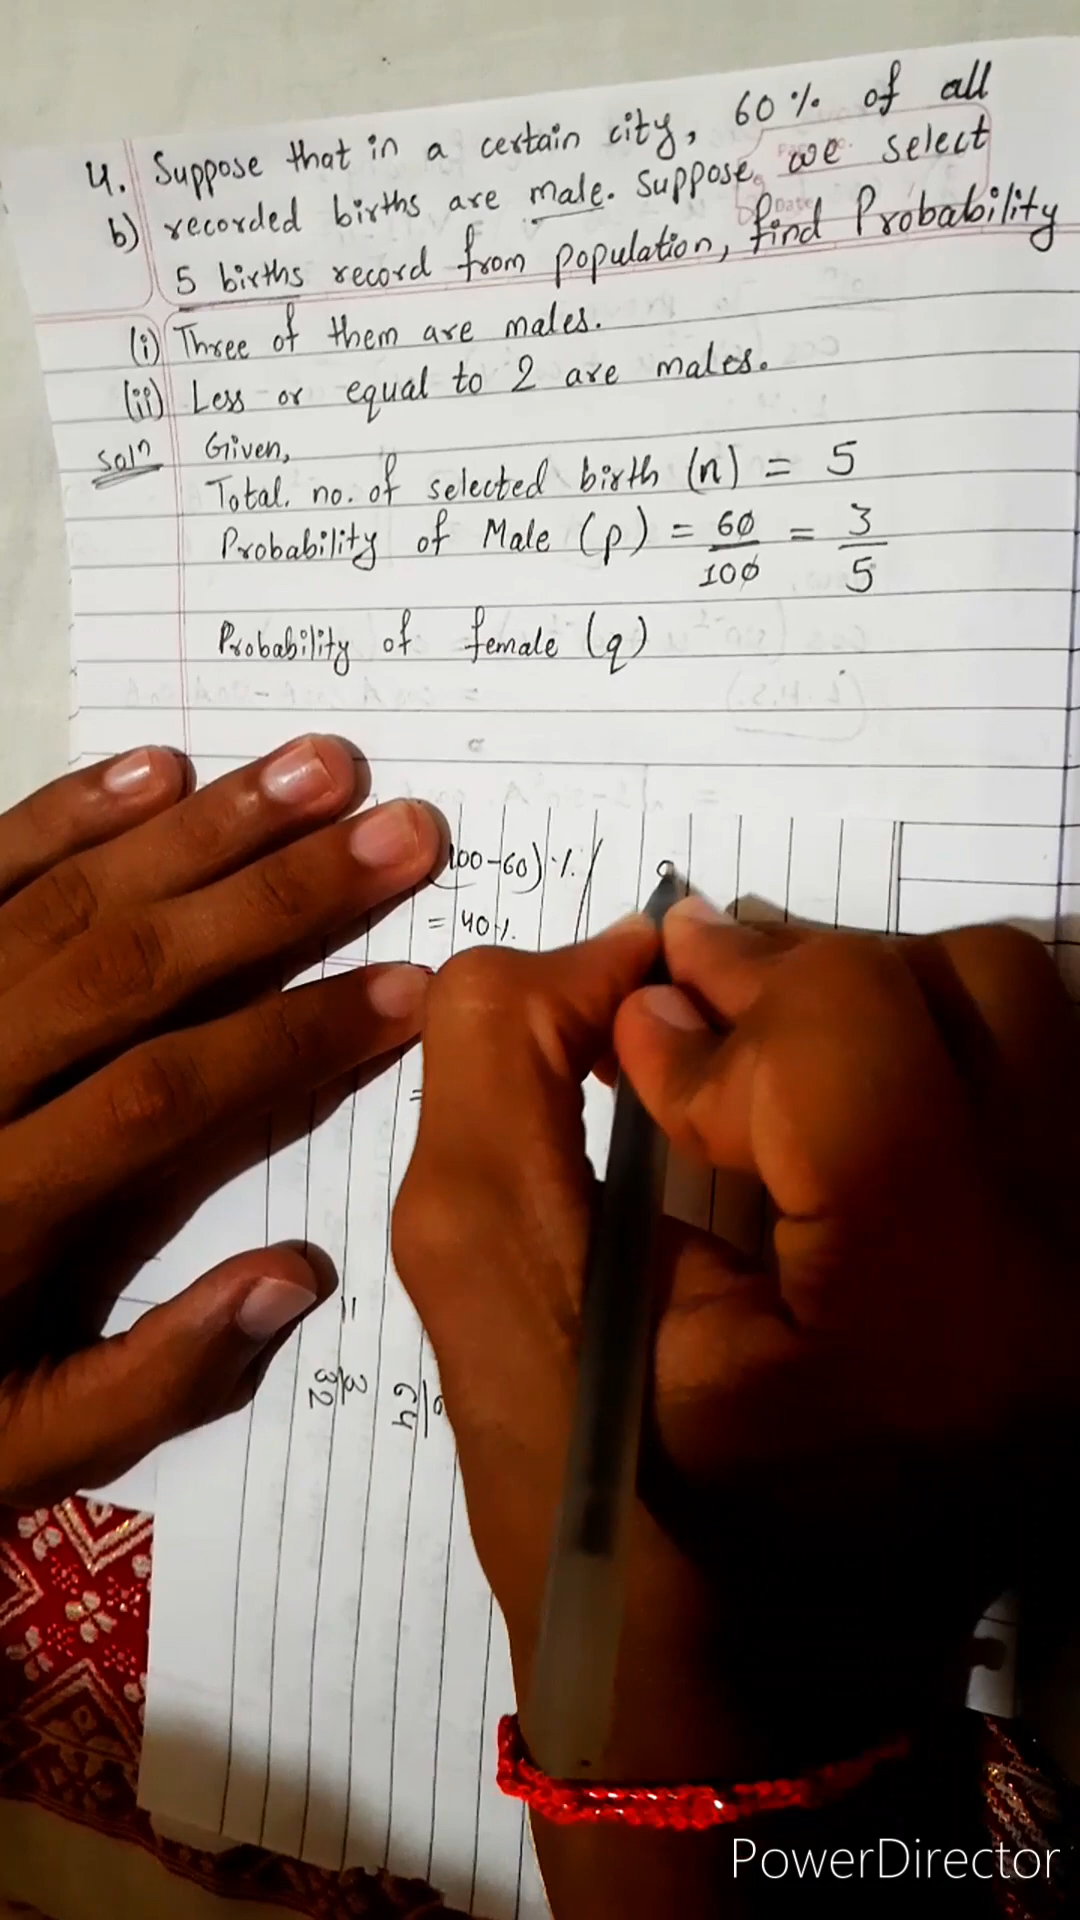 4. Suppose that in a certain city, 60% of all
b) recorded births are male. Suppose we select
5 births record from population, find Probability
(i) Three of them are males.
(ii) Less or equal to 2 are males.
Soln Given,
Total. no. of selected birth (n) = 5
Probability of Male (p) = 60/100 = 3/5
Probability of female (q)
(100-60)%
= 40%
=
= 
3/32
64
PowerDirector